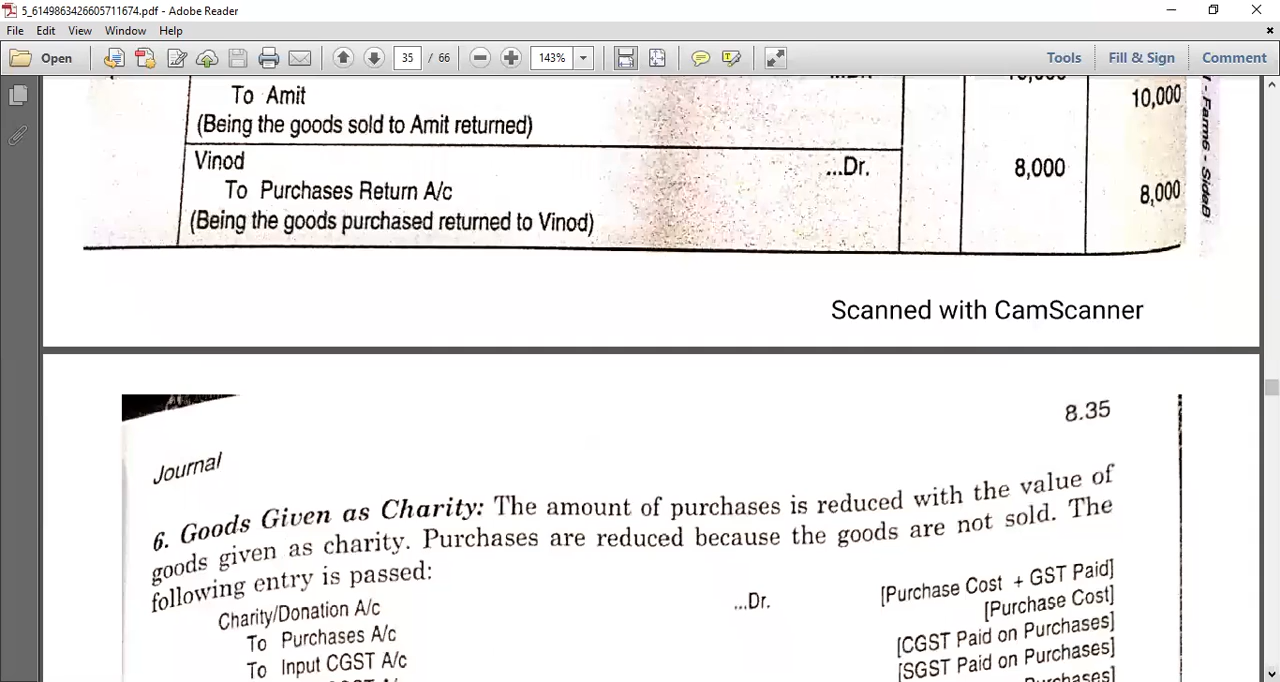 5_6149863426605711674.pdf - Adobe Reader
File Edit View Window Help
Open 35 / 66 143% Tools Fill & Sign Comment
To Amit 10,000
(Being the goods sold to Amit returned)
Vinod ...Dr. 8,000
To Purchases Return A/c 8,000
(Being the goods purchased returned to Vinod)
Scanned with CamScanner
8.35
Journal
6. Goods Given as Charity: The amount of purchases is reduced with the value of
goods given as charity. Purchases are reduced because the goods are not sold. The
following entry is passed:
Charity/Donation A/c ...Dr. [Purchase Cost + GST Paid]
To Purchases A/c [Purchase Cost]
To Input CGST A/c [CGST Paid on Purchases]
[SGST Paid on Purchases]